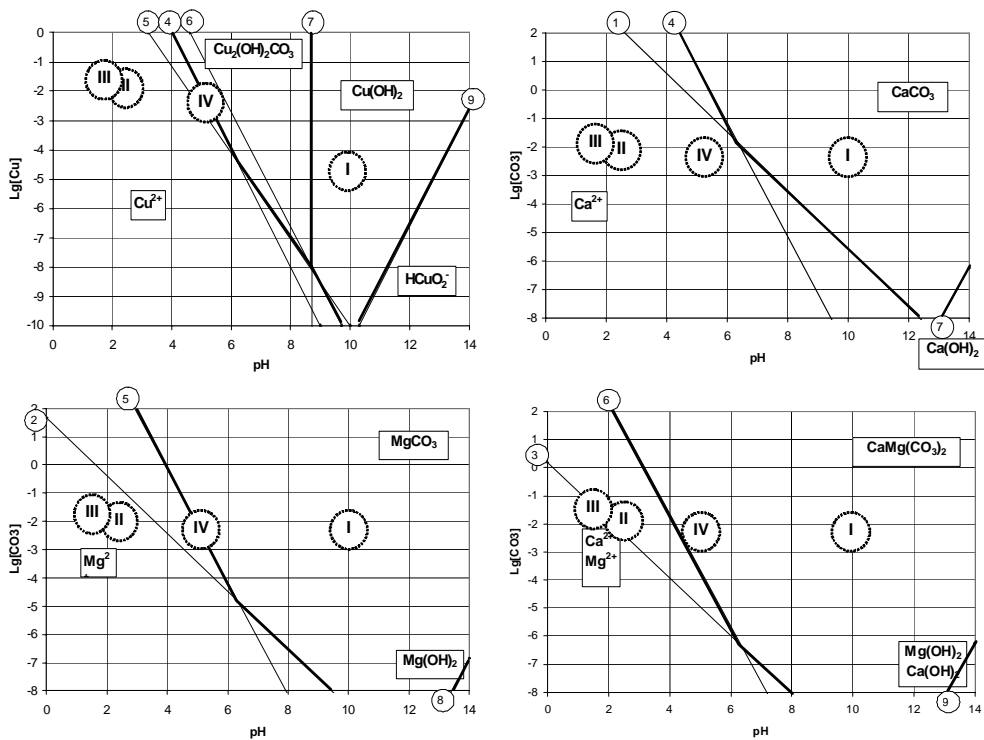 5 4 6 7
Cu₂(OH)₂CO₃
Cu(OH)₂
9
III II
IV
I
Cu²⁺
HCuO₂⁻
Lg[Cu]
0
-1
-2
-3
-4
-5
-6
-7
-8
-9
-10
0 2 4 6 8 10 12 14
pH
1 4
CaCO₃
III II IV I
Ca²⁺
Lg[CO3]
2
1
0
-1
-2
-3
-4
-5
-6
-7
-8
0 2 4 6 8 10 12 14
7
Ca(OH)₂
pH
5
2
MgCO₃
III II IV I
Mg²
Mg(OH)₂
8
Lg[CO3]
2
1
0
-1
-2
-3
-4
-5
-6
-7
-8
0 2 4 6 8 10 12 14
pH
6
3
CaMg(CO₃)₂
III II IV I
Ca²⁺
Mg²⁺
Mg(OH)₂
Ca(OH)₂
9
Lg[CO3]
2
1
0
-1
-2
-3
-4
-5
-6
-7
-8
0 2 4 6 8 10 12 14
pH